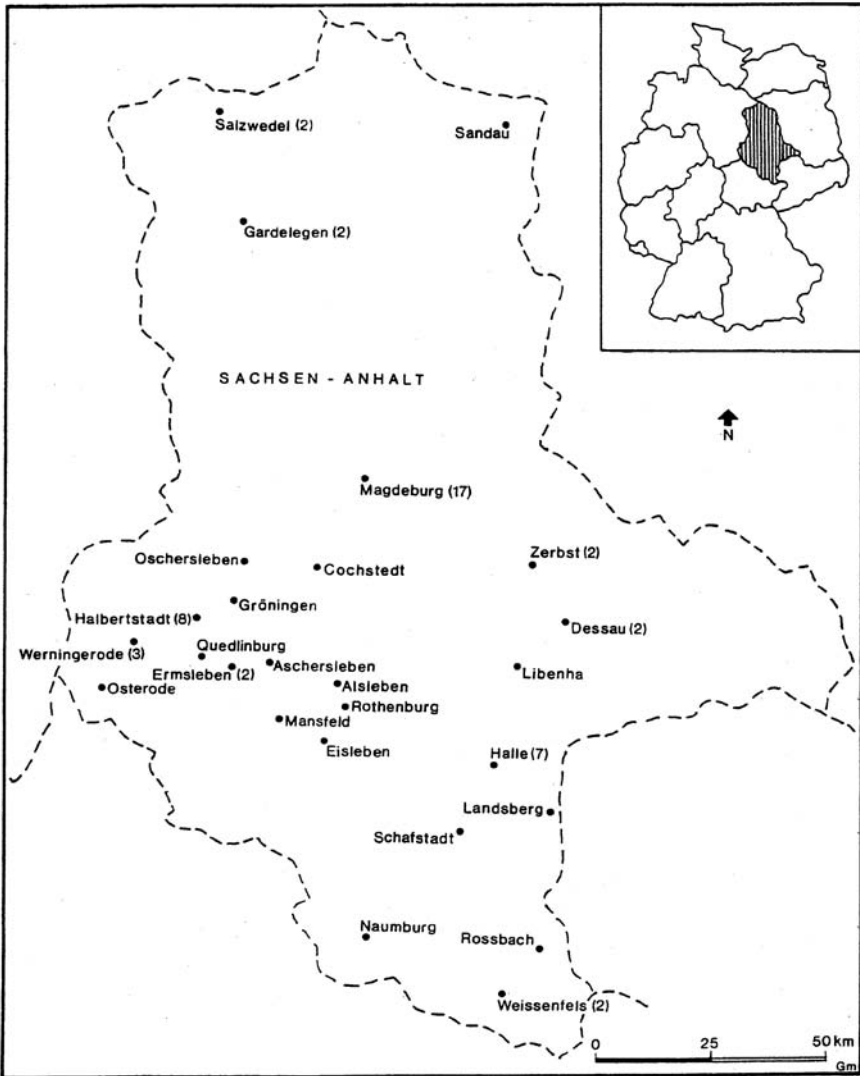 Salzwedel (2)
Sandau
Gardelegen (2)
SACHSEN - ANHALT
N
Magdeburg (17)
Oschersleben
Cochstedt
Zerbst (2)
Gröningen
Halbertstadt (8)
Dessau (2)
Werningerode (3)
Quedlinburg
Ermsleben (2)
Aschersleben
Libenha
Osterode
Alsleben
Rothenburg
Mansfeld
Eisleben
Halle (7)
Landsberg
Schafstadt
Naumburg
Rossbach
Weissenfels (2)
0 25 50 km
Gm